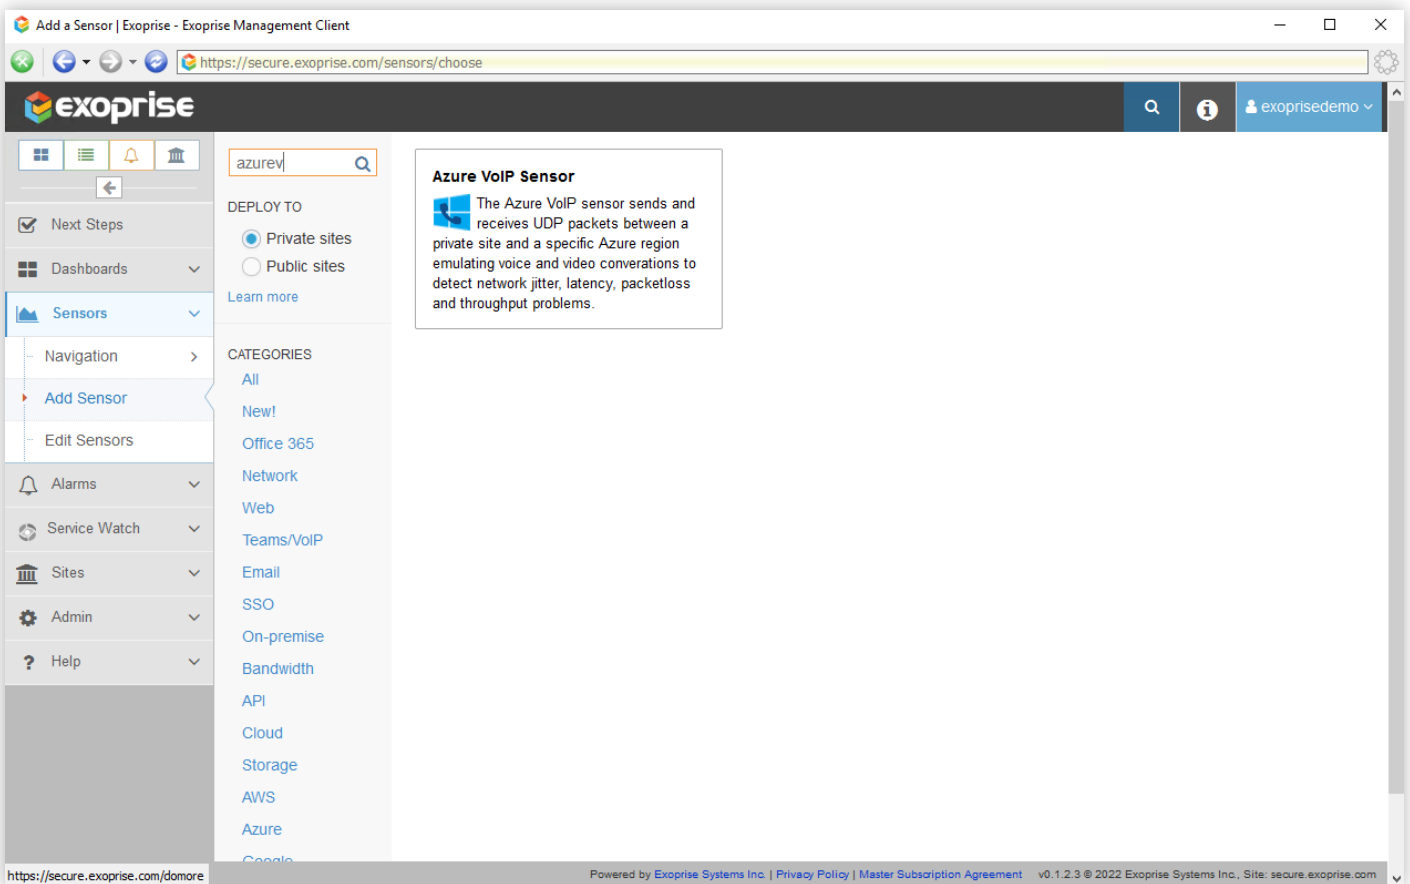 Add a Sensor | Exoprise - Exoprise Management Client
https://secure.exoprise.com/sensors/choose
exoprise
exoprisedemo
azurev
DEPLOY TO
Private sites
Public sites
Learn more
Next Steps
Dashboards
Sensors
Navigation
Add Sensor
Edit Sensors
Alarms
Service Watch
Sites
Admin
Help
CATEGORIES
All
New!
Office 365
Network
Web
Teams/VoIP
Email
SSO
On-premise
Bandwidth
API
Cloud
Storage
AWS
Azure
Google
Azure VoIP Sensor
The Azure VoIP sensor sends and
receives UDP packets between a
private site and a specific Azure region
emulating voice and video converations to
detect network jitter, latency, packetloss
and throughput problems.
https://secure.exoprise.com/domore
Powered by Exoprise Systems Inc. | Privacy Policy | Master Subscription Agreement v0.1.2.3 © 2022 Exoprise Systems Inc., Site: secure.exoprise.com